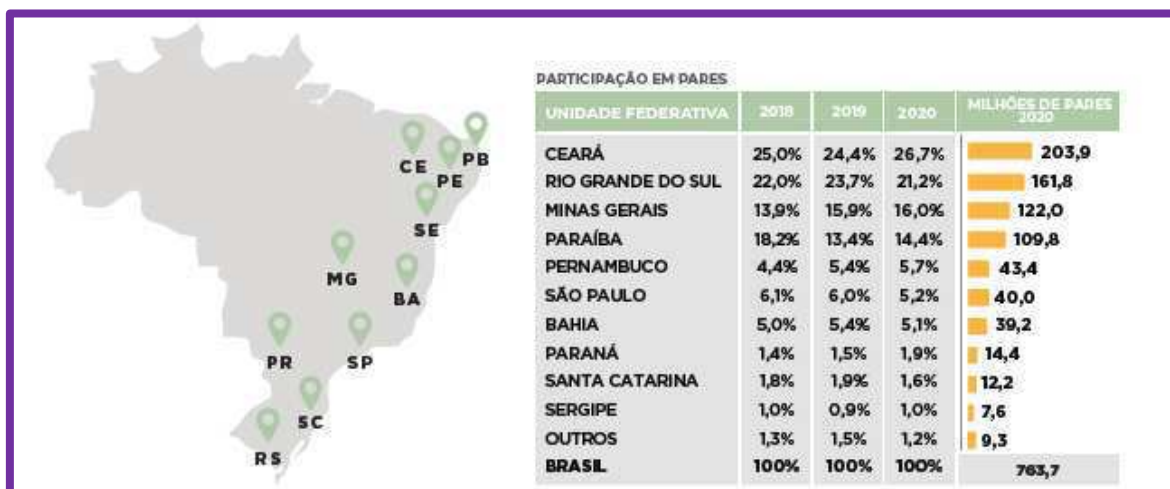 CE
PE
PB
SE
MG
BA
PR
SP
SC
RS
PARTICIPAÇÃO EM PARES
UNIDADE FEDERATIVA 2018 2019 2020 MILHÕES DE PARES 2020
CEARÁ 25,0% 24,4% 26,7% 203,9
RIO GRANDE DO SUL 22,0% 23,7% 21,2% 161,8
MINAS GERAIS 13,9% 15,9% 16,0% 122,0
PARAÍBA 18,2% 13,4% 14,4% 109,8
PERNAMBUCO 4,4% 5,4% 5,7% 43,4
SÃO PAULO 6,1% 6,0% 5,2% 40,0
BAHIA 5,0% 5,4% 5,1% 39,2
PARANÁ 1,4% 1,5% 1,9% 14,4
SANTA CATARINA 1,8% 1,9% 1,6% 12,2
SERGIPE 1,0% 0,9% 1,0% 7,6
OUTROS 1,3% 1,5% 1,2% 9,3
BRASIL 100% 100% 100% 763,7